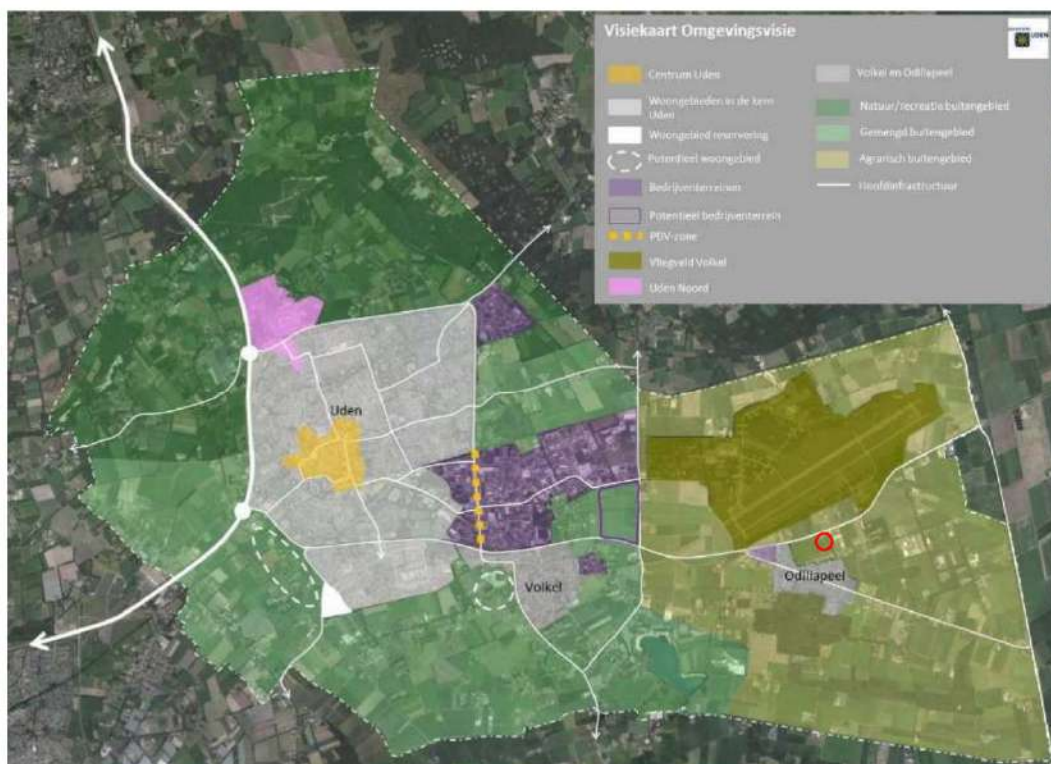 Visiekaart Omgevingsvisie
UDEN
Centrum Uden
Woongebieden in de kern
Uden
Woongebied reservering
Potentieel woongebied
Bedrijventerreinen
Potentieel bedrijventerrein
PDV-zone
Vliegveld Volkel
Uden Noord
Volkel en Odiliapeel
Natuur/recreatie buitengebied
Gemengd buitengebied
Agrarisch buitengebied
Hoofdinfrastructuur
Uden
Volkel
Odiliapeel